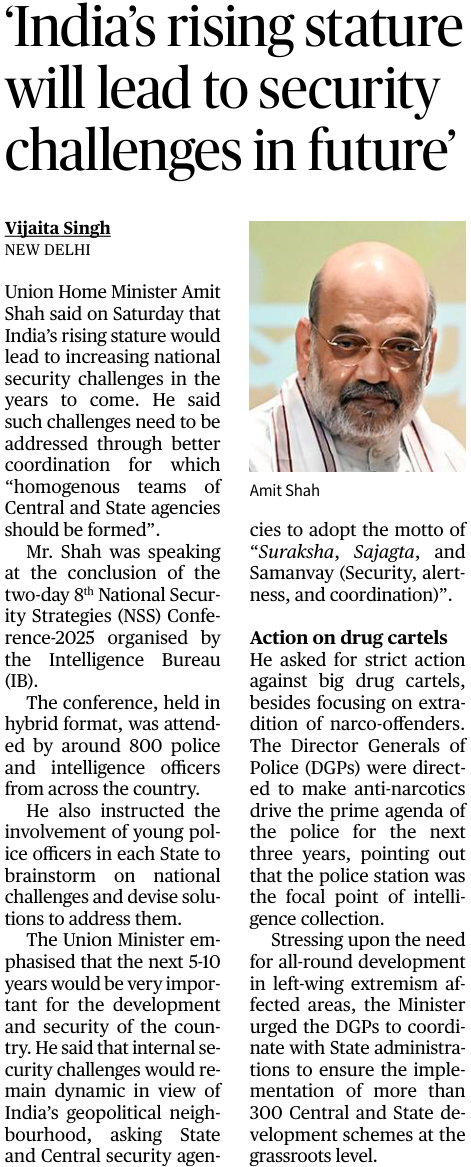 ‘India’s rising stature
will lead to security
challenges in future’
Vijaita Singh
NEW DELHI
Union Home Minister Amit
Shah said on Saturday that
India’s rising stature would
lead to increasing national
security challenges in the
years to come. He said
such challenges need to be
addressed through better
coordination for which
“homogenous teams of
Central and State agencies
should be formed”.
Mr. Shah was speaking
at the conclusion of the
two-day 8th National Secur-
ity Strategies (NSS) Confe-
rence-2025 organised by
the Intelligence Bureau
(IB).
The conference, held in
hybrid format, was attend-
ed by around 800 police
and intelligence officers
from across the country.
He also instructed the
involvement of young pol-
ice officers in each State to
brainstorm on national
challenges and devise solu-
tions to address them.
The Union Minister em-
phasised that the next 5-10
years would be very impor-
tant for the development
and security of the coun-
try. He said that internal se-
curity challenges would re-
main dynamic in view of
India’s geopolitical neigh-
bourhood, asking State
and Central security agen-
Amit Shah
cies to adopt the motto of
“Suraksha, Sajagta, and
Samanvay (Security, alert-
ness, and coordination)”.
Action on drug cartels
He asked for strict action
against big drug cartels,
besides focusing on extra-
dition of narco-offenders.
The Director Generals of
Police (DGPs) were direct-
ed to make anti-narcotics
drive the prime agenda of
the police for the next
three years, pointing out
that the police station was
the focal point of intelli-
gence collection.
Stressing upon the need
for all-round development
in left-wing extremism af-
fected areas, the Minister
urged the DGPs to coordi-
nate with State administra-
tions to ensure the imple-
mentation of more than
300 Central and State de-
velopment schemes at the
grassroots level.